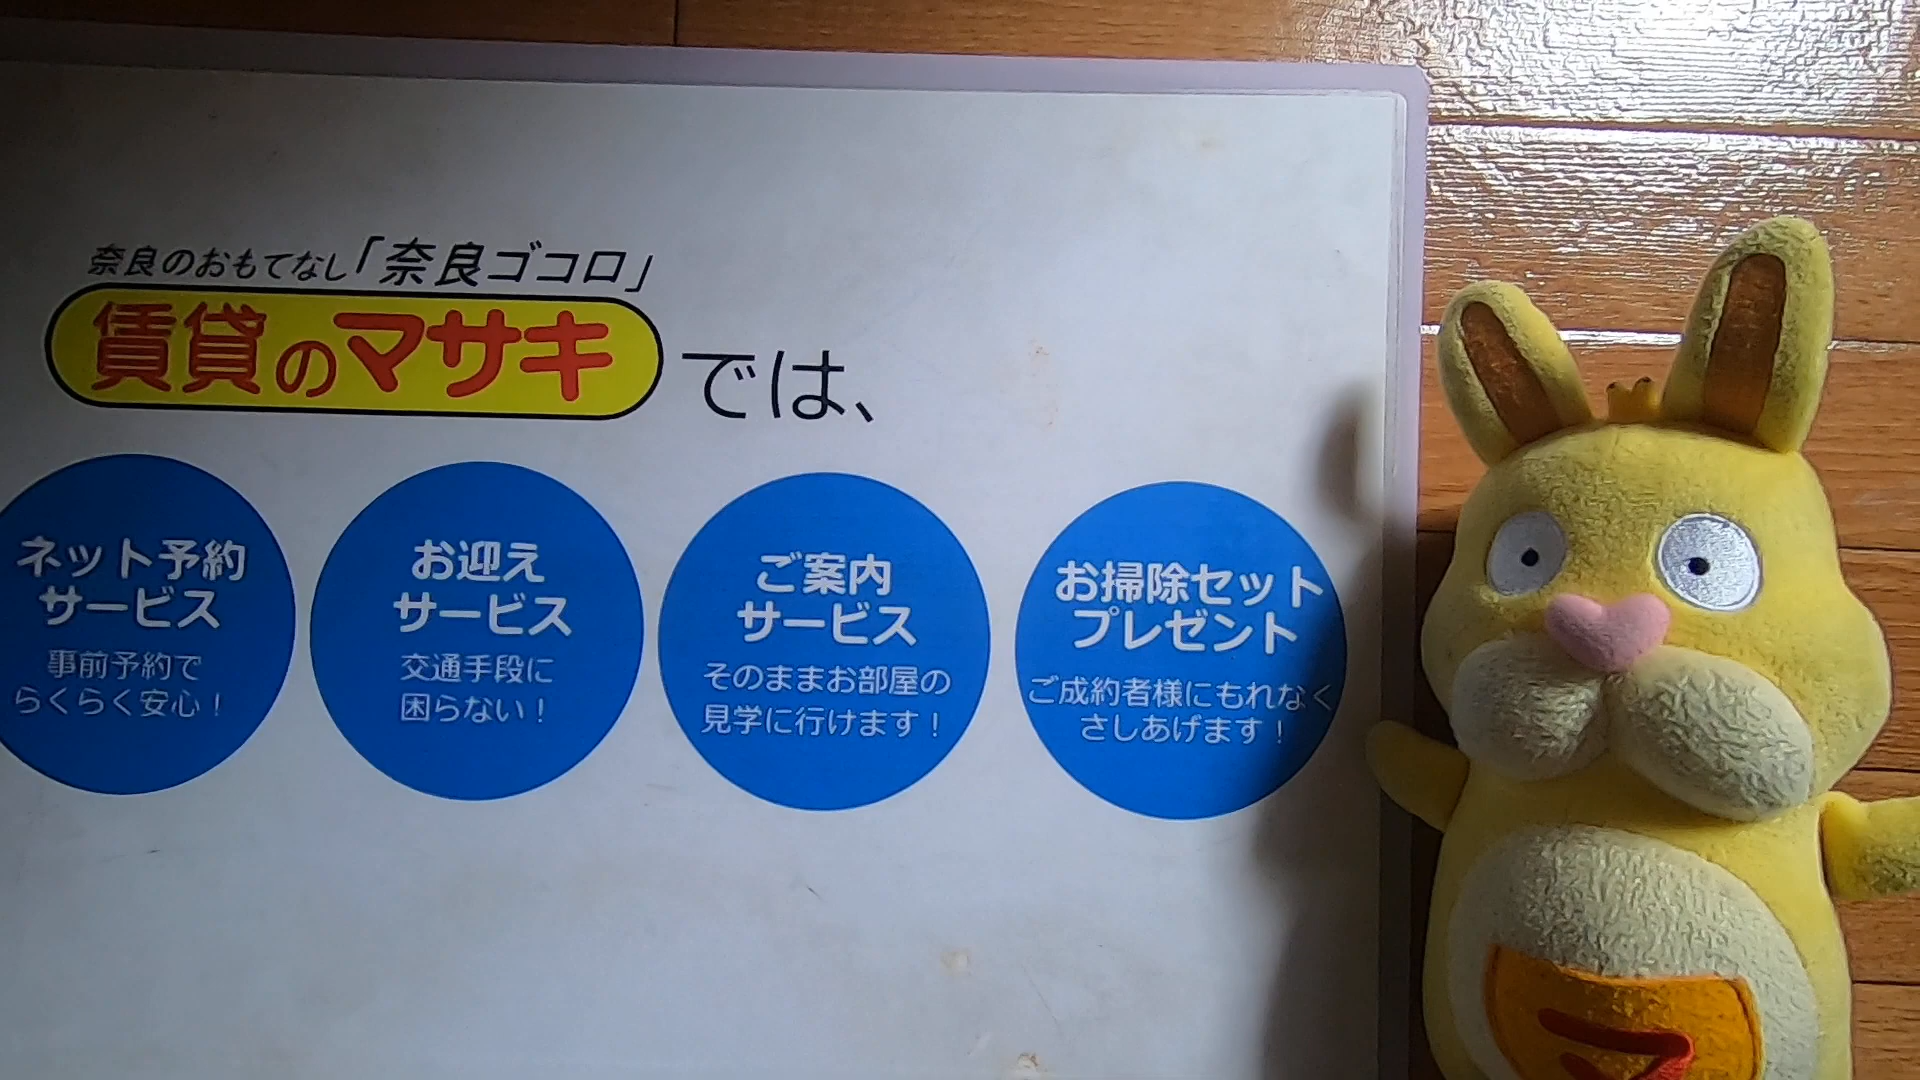 奈良のおもてなし「奈良ゴコロ」
賃貸のマサキでは、
ネット予約
サービス
事前予約で
らくらく安心！
お迎え
サービス
交通手段に
困らない！
ご案内
サービス
そのままお部屋の
見学に行けます！
お掃除セット
プレゼント
ご成約者様にもれなく
さしあげます！
マ